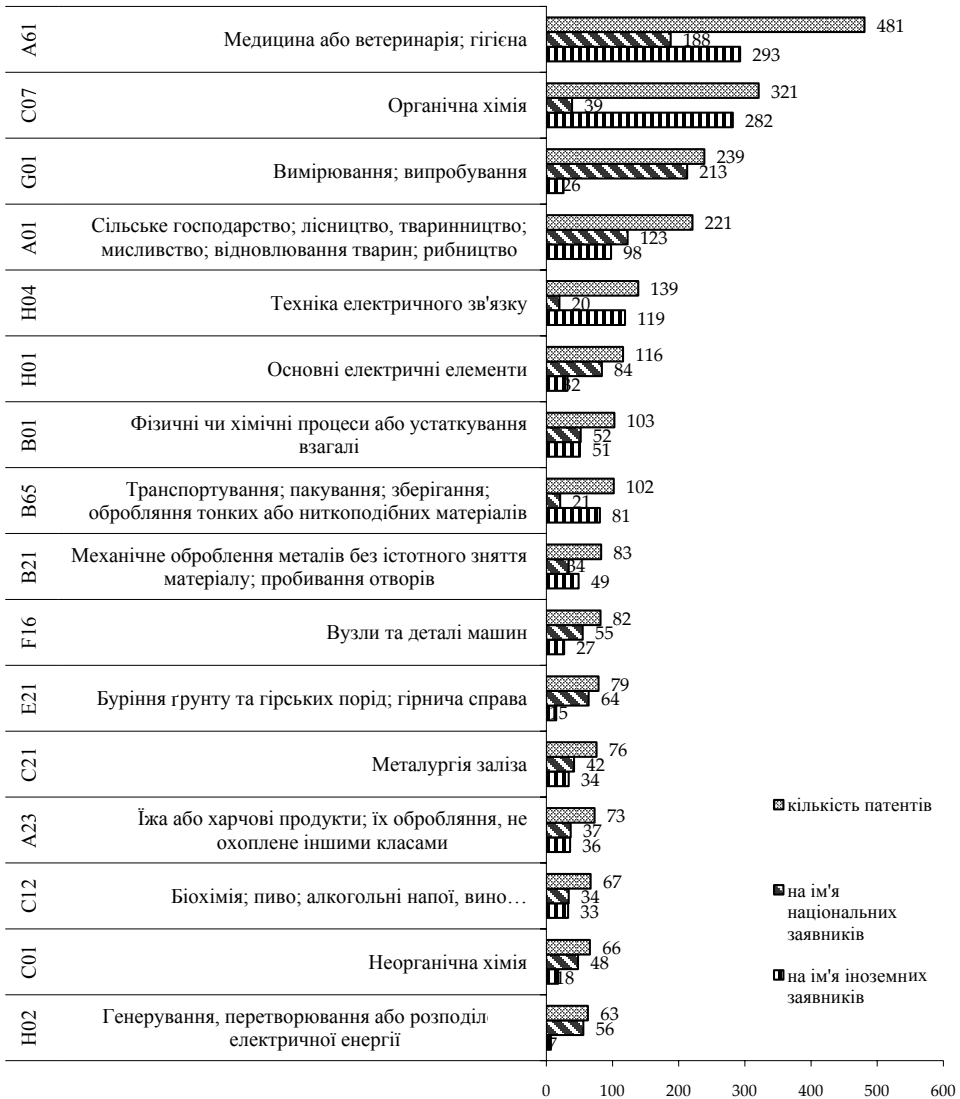 A61
Медицина або ветеринарія; гігієна
481
188
293
C07
Органічна хімія
321
39
282
G01
Вимірювання; випробування
239
213
26
A01
Сільське господарство; лісництво, тваринництво;
мисливство; відновлювання тварин; рибництво
221
123
98
H04
Техніка електричного зв'язку
139
20
119
H01
Основні електричні елементи
116
84
32
B01
Фізичні чи хімічні процеси або устаткування
взагалі
103
52
51
B65
Транспортування; пакування; зберігання;
обробляння тонких або ниткоподібних матеріалів
102
21
81
B21
Механічне оброблення металів без істотного зняття
матеріалу; пробивання отворів
83
34
49
F16
Вузли та деталі машин
82
55
27
E21
Буріння ґрунту та гірських порід; гірнича справа
79
64
5
C21
Металургія заліза
76
42
34
A23
Їжа або харчові продукти; їх обробляння, не
охоплене іншими класами
73
37
36
C12
Біохімія; пиво; алкогольні напої, вино…
67
34
33
C01
Неорганічна хімія
66
48
18
H02
Генерування, перетворювання або розподіл
електричної енергії
63
56
7
кількість патентів
на ім'я
національних
заявників
на ім'я іноземних
заявників
0 100 200 300 400 500 600